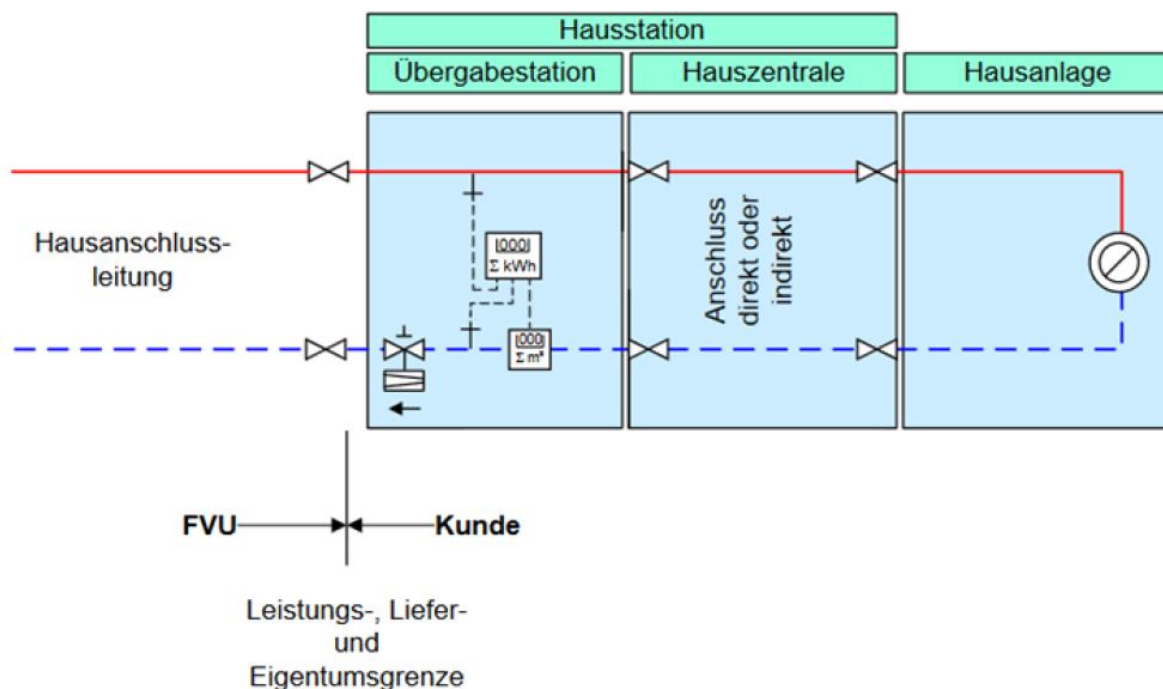 Hausstation
Übergabestation
Hauszentrale
Hausanlage
Hausanschluss-
leitung
000
Σ kWh
000
Σ m³
Anschluss
direkt oder
indirekt
FVU
Kunde
Leistungs-, Liefer-
und
Eigentumsgrenze